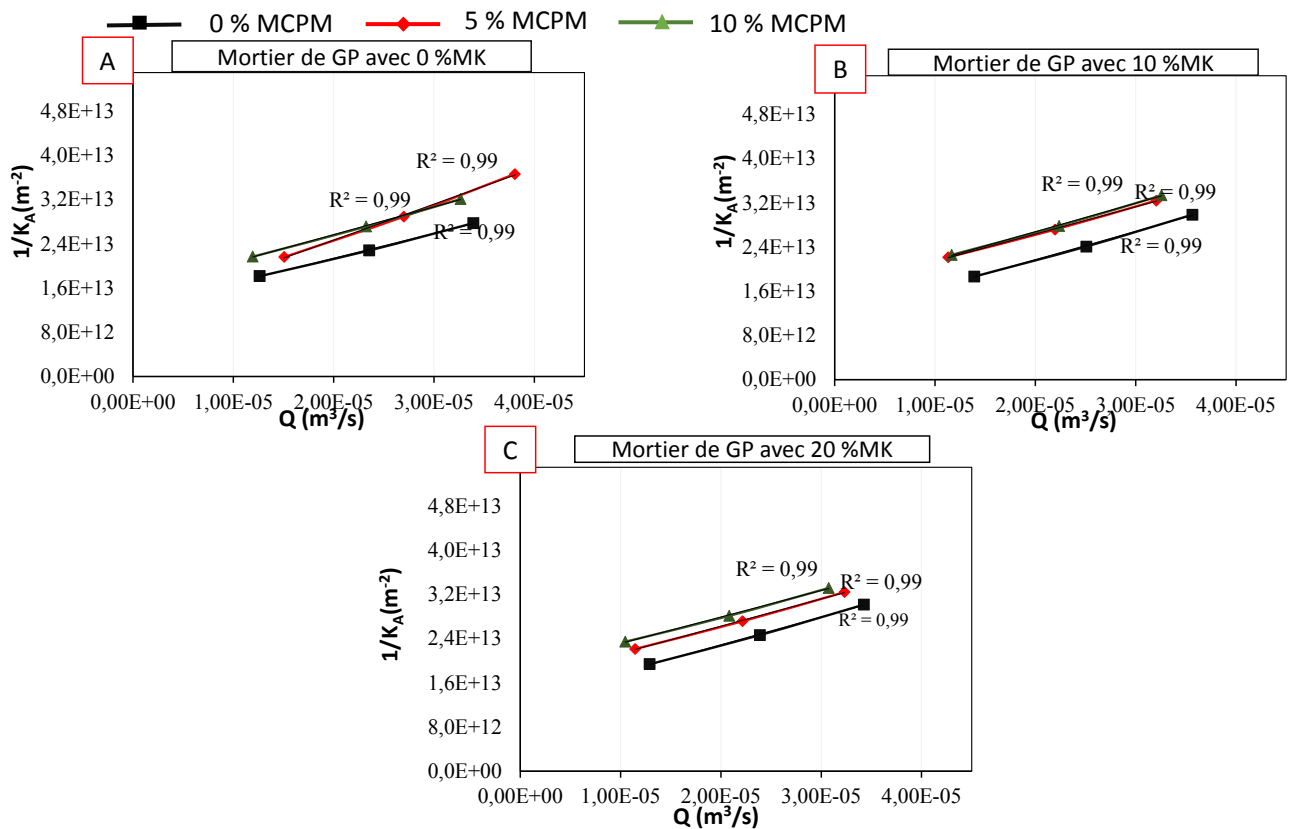 0 % MCPM 5 % MCPM 10 % MCPM
A
Mortier de GP avec 0 %MK
1/K_A(m⁻²)
4,8E+13
4,0E+13
3,2E+13
2,4E+13
1,6E+13
8,0E+12
0,0E+00
R² = 0,99
R² = 0,99
R² = 0,99
0,00E+00 1,00E-05 2,00E-05 3,00E-05 4,00E-05
Q (m³/s)
B
Mortier de GP avec 10 %MK
1/K_A(m⁻²)
4,8E+13
4,0E+13
3,2E+13
2,4E+13
1,6E+13
8,0E+12
0,0E+00
R² = 0,99
R² = 0,99
R² = 0,99
0,00E+00 1,00E-05 2,00E-05 3,00E-05 4,00E-05
Q (m³/s)
C
Mortier de GP avec 20 %MK
1/K_A(m⁻²)
4,8E+13
4,0E+13
3,2E+13
2,4E+13
1,6E+13
8,0E+12
0,0E+00
R² = 0,99
R² = 0,99
R² = 0,99
0,00E+00 1,00E-05 2,00E-05 3,00E-05 4,00E-05
Q (m³/s)